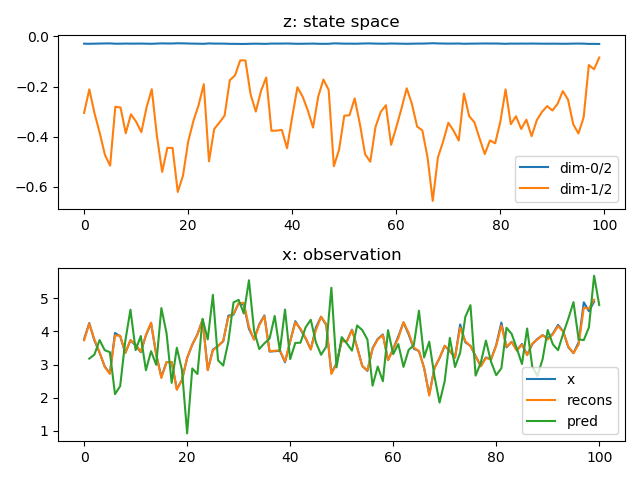 z: state space
0.0
−0.2
−0.4
−0.6
dim-0/2
dim-1/2
0 20 40 60 80 100
x: observation
5
4
3
2
1
x
recons
pred
0 20 40 60 80 100